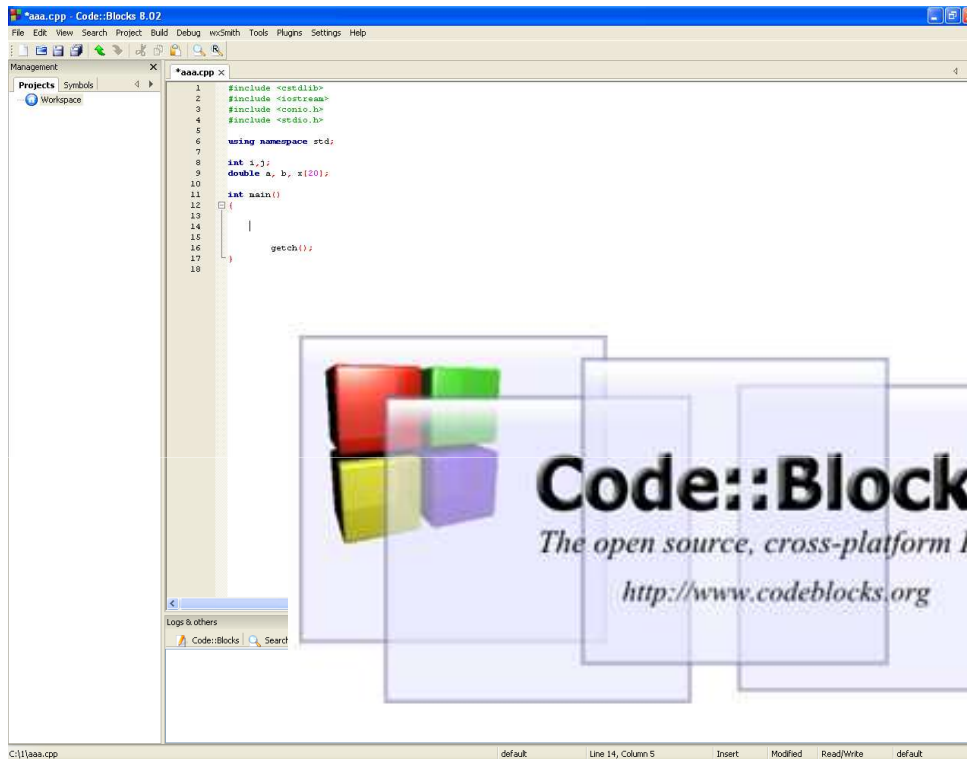 *aaa.cpp - Code::Blocks 8.02
File Edit View Search Project Build Debug wxSmith Tools Plugins Settings Help
Management
Projects Symbols
Workspace
*aaa.cpp
1 #include <cstdlib>
2 #include <iostream>
3 #include <conio.h>
4 #include <stdio.h>
5
6 using namespace std;
7
8 int i,j;
9 double a, b, x[20];
10
11 int main()
12 {
13
14
15
16 getch();
17 }
18
Code::Block
The open source, cross-platform
http://www.codeblocks.org
Logs & others
Code::Blocks Search
C:\1\aaa.cpp default Line 14, Column 5 Insert Modified Read/Write default